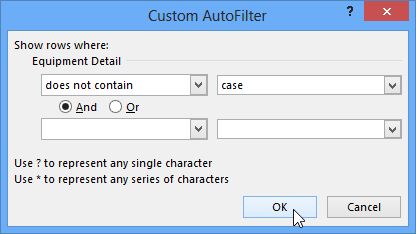 Custom AutoFilter
?
Show rows where:
Equipment Detail
does not contain case
And Or
Use ? to represent any single character
Use * to represent any series of characters
OK Cancel